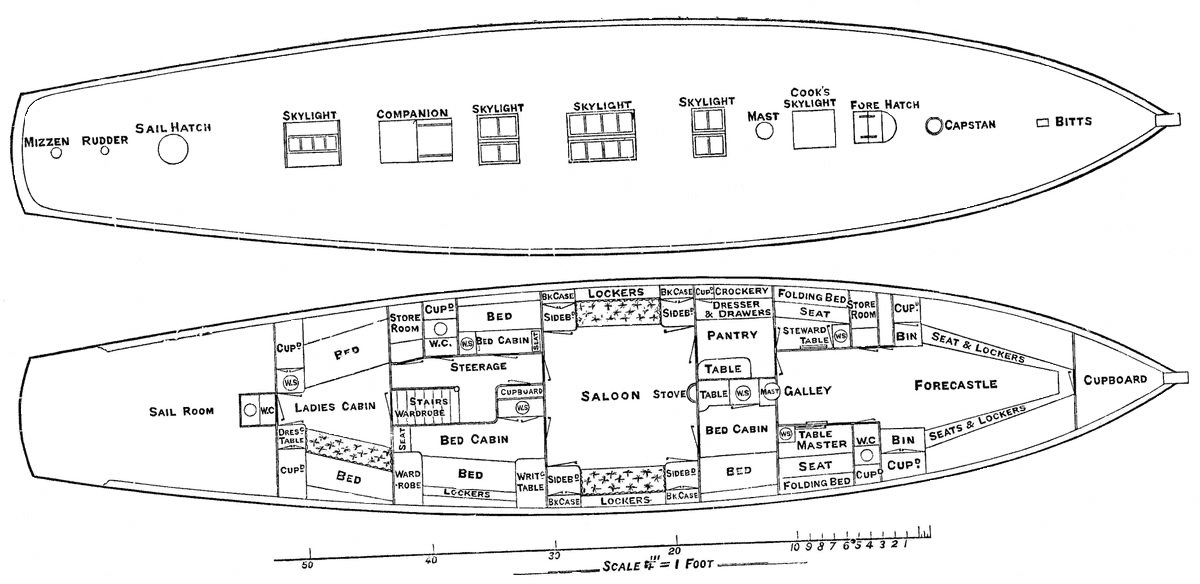 SKYLIGHT
COMPANION
SKYLIGHT
SKYLIGHT
SKYLIGHT
COOK'S
SKYLIGHT
FORE HATCH
MAST
MIZZEN
RUDDER
SAIL HATCH
CAPSTAN
BITTS
BK CASE
LOCKERS
BK CASE
CUPD
CROCKERY
FOLDING BED
STORE
ROOM
CUPD
BED
SIDEBD
SIDEBD
DRESSER
& DRAWERS
SEAT
STORE
ROOM
CUPD
CUPD
BED
W.C.
W.S
BED CABIN
SEAT
PANTRY
STEWARD
TABLE
W.S
BIN
SEAT & LOCKERS
W.S
STEERAGE
TABLE
SAIL ROOM
W.C
LADIES CABIN
STAIRS
WARDROBE
CUPBOARD
W.S
SALOON
STOVE
TABLE
W.S
MAST
GALLEY
FORECASTLE
CUPBOARD
DRESG
TABLE
SEAT
BED CABIN
BED CABIN
W.S
TABLE
MASTER
W.C
BIN
SEATS & LOCKERS
CUPD
BED
WARD
-ROBE
BED
LOCKERS
WRITG
TABLE
SIDEBD
SIDEBD
BED
SEAT
CUPD
CUPD
BK CASE
LOCKERS
BK CASE
FOLDING BED
50
40
30
20
10 9 8 7 6 5 4 3 2 1
SCALE ¼''' = 1 FOOT